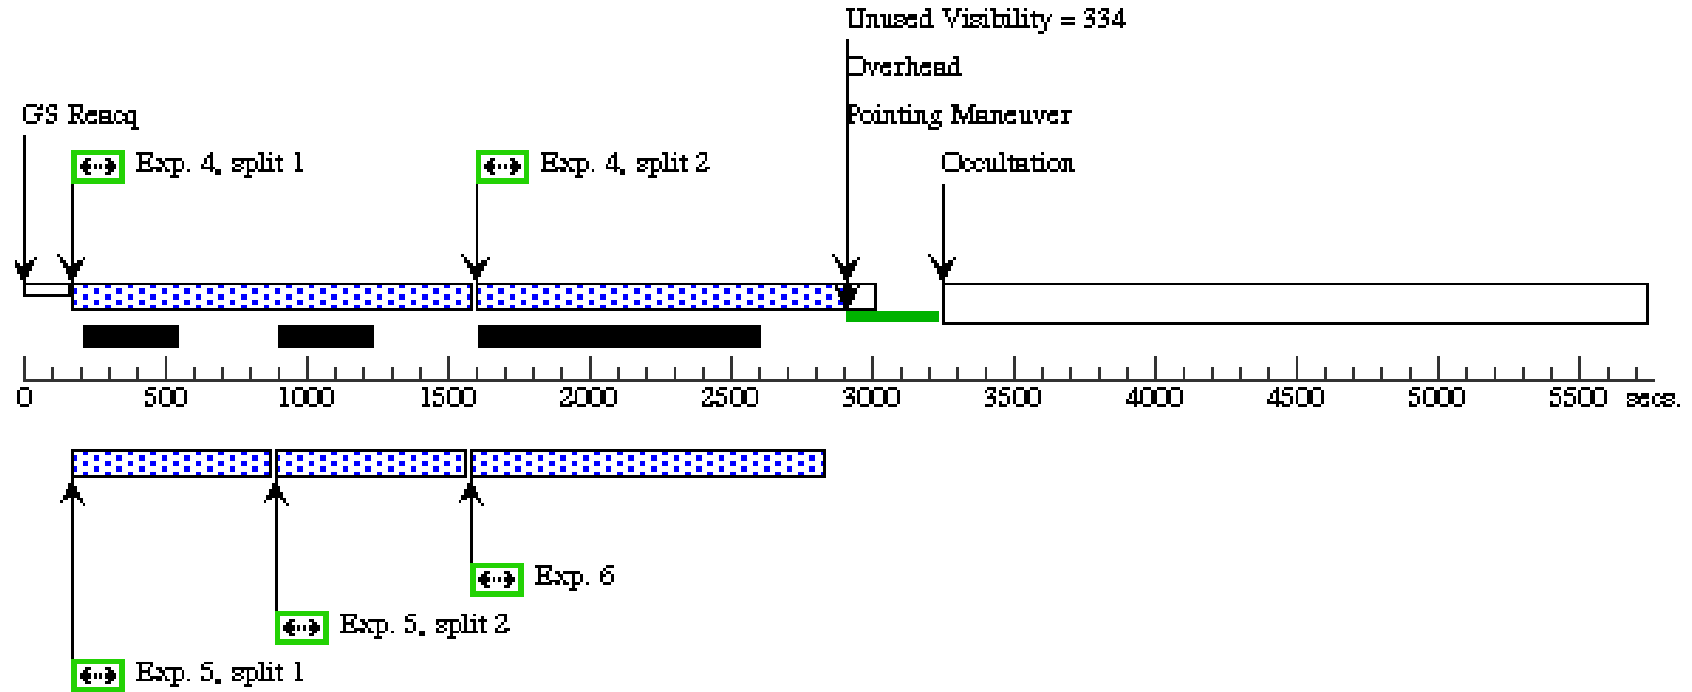 Unused Visibility = 334
Overhead
GS Reacq
Pointing Maneuver
Exp. 4, split 1
Exp. 4, split 2
Occultation
0 500 1000 1500 2000 2500 3000 3500 4000 4500 5000 5500 secs.
Exp. 6
Exp. 5, split 2
Exp. 5, split 1